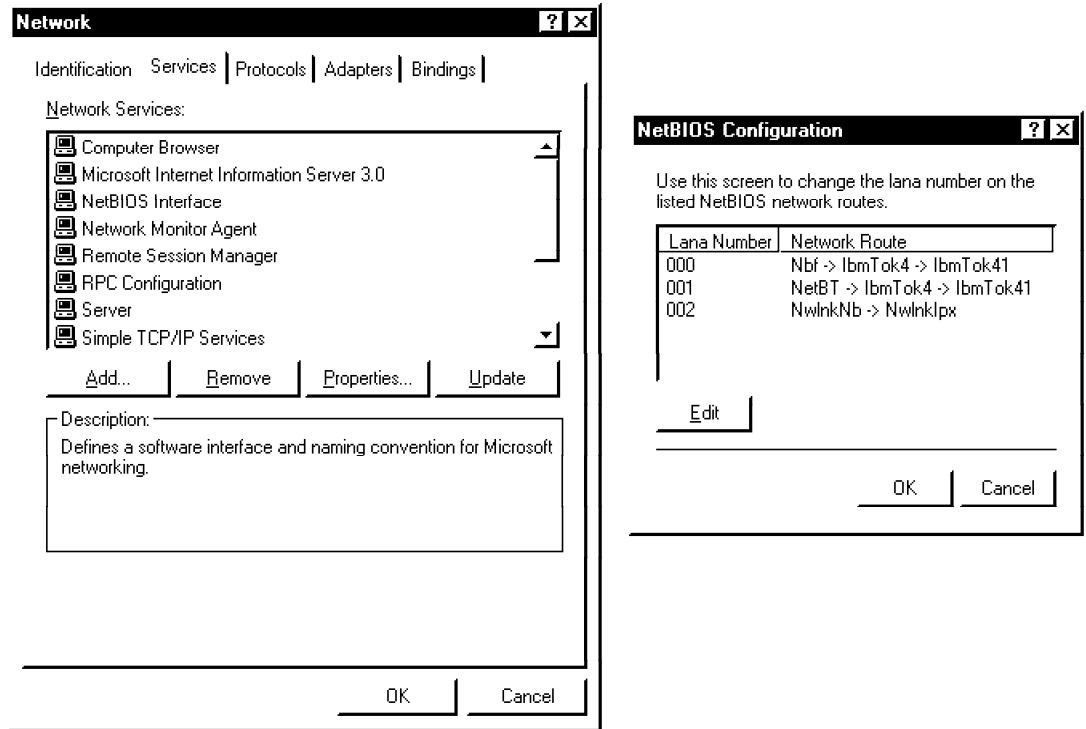 Network
Identification Services Protocols Adapters Bindings
Network Services:
Computer Browser
Microsoft Internet Information Server 3.0
NetBIOS Interface
Network Monitor Agent
Remote Session Manager
RPC Configuration
Server
Simple TCP/IP Services
Add... Remove Properties... Update
Description:
Defines a software interface and naming convention for Microsoft
networking.
OK Cancel
NetBIOS Configuration
Use this screen to change the lana number on the
listed NetBIOS network routes.
Lana Number Network Route
000 Nbf -> IbmTok4 -> IbmTok41
001 NetBT -> IbmTok4 -> IbmTok41
002 NwlnkNb -> NwlnkIpx
Edit
OK Cancel